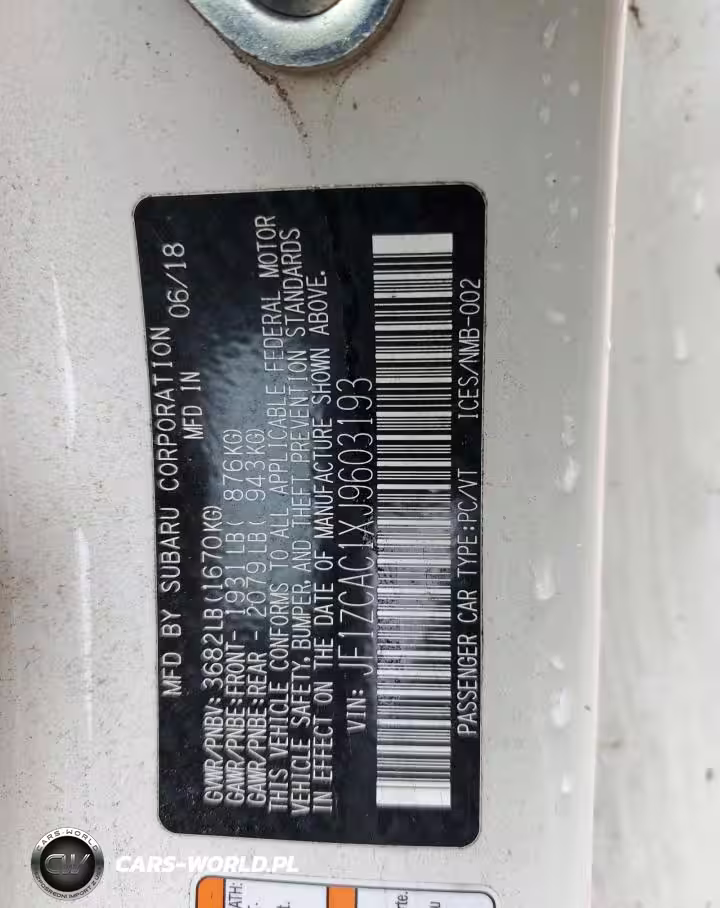 MFD BY SUBARU CORPORATION
MFD IN 06/18
GVWR/PNBV: 3682LB(1670KG)
GAWR/PNBE:FRONT- 1931LB( 876KG)
GAWR/PNBE:REAR - 2079LB( 943KG)
THIS VEHICLE CONFORMS TO ALL APPLICABLE FEDERAL MOTOR
VEHICLE SAFETY, BUMPER, AND THEFT PREVENTION STANDARDS
IN EFFECT ON THE DATE OF MANUFACTURE SHOWN ABOVE.
VIN: JF1ZCAC1XJ9603193
PASSENGER CAR TYPE:PC/VT ICES/NMB-002
CARS-WORLD
CW
CARS-WORLD.PL